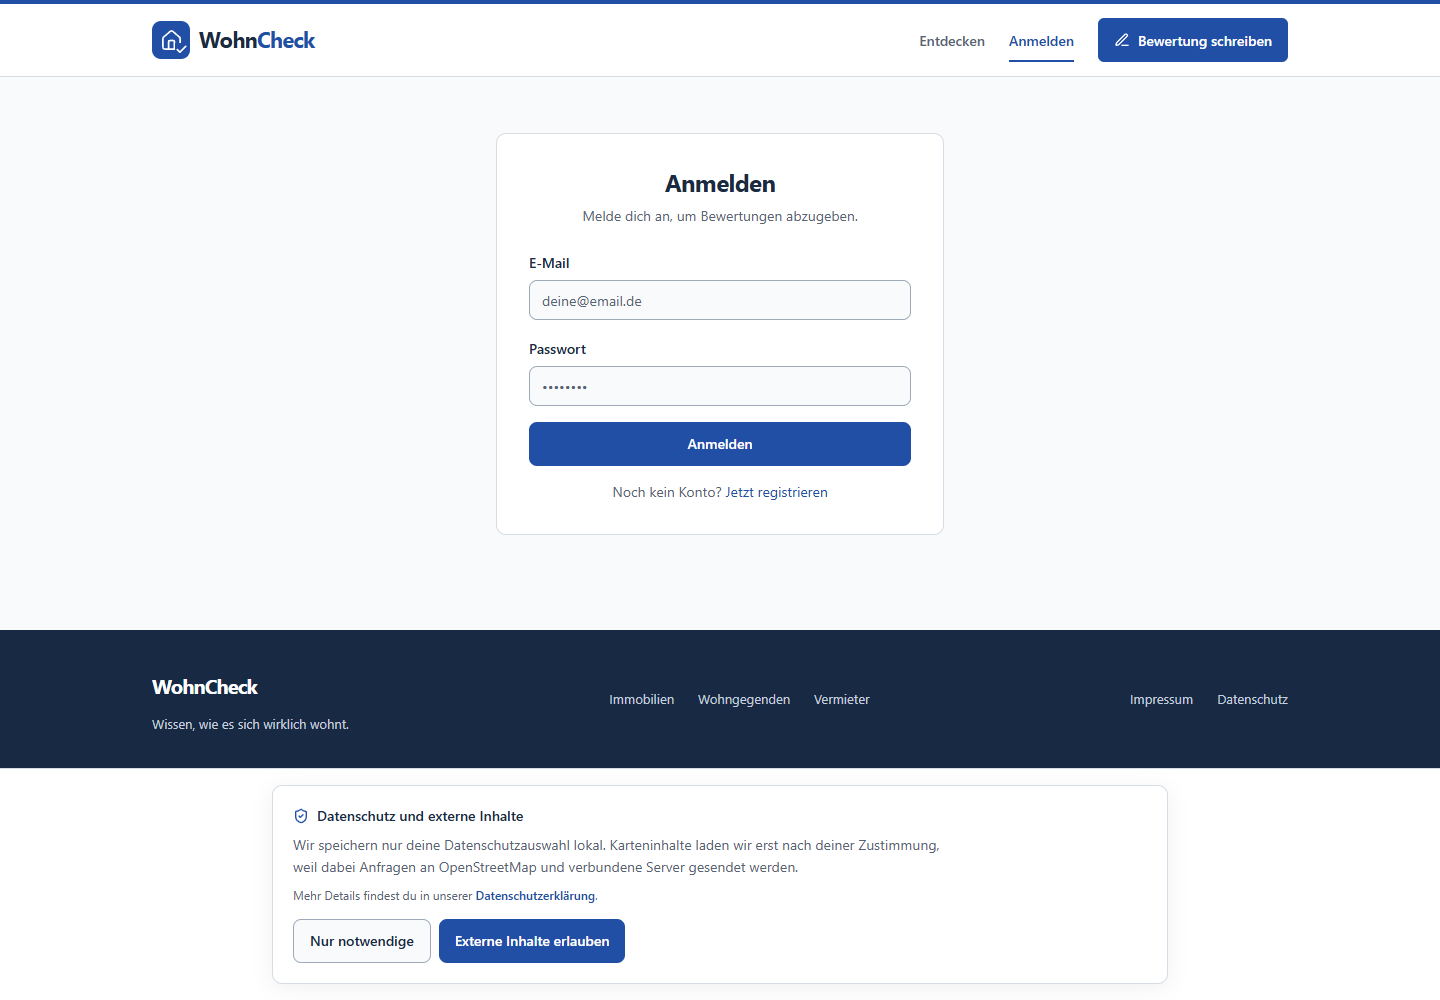 WohnCheck
Entdecken
Anmelden
Bewertung schreiben
Anmelden
Melde dich an, um Bewertungen abzugeben.
E-Mail
deine@email.de
Passwort
••••••••
Anmelden
Noch kein Konto? Jetzt registrieren
WohnCheck
Wissen, wie es sich wirklich wohnt.
Immobilien
Wohngegenden
Vermieter
Impressum
Datenschutz
Datenschutz und externe Inhalte
Wir speichern nur deine Datenschutzauswahl lokal. Karteninhalte laden wir erst nach deiner Zustimmung,
weil dabei Anfragen an OpenStreetMap und verbundene Server gesendet werden.
Mehr Details findest du in unserer Datenschutzerklärung.
Nur notwendige
Externe Inhalte erlauben